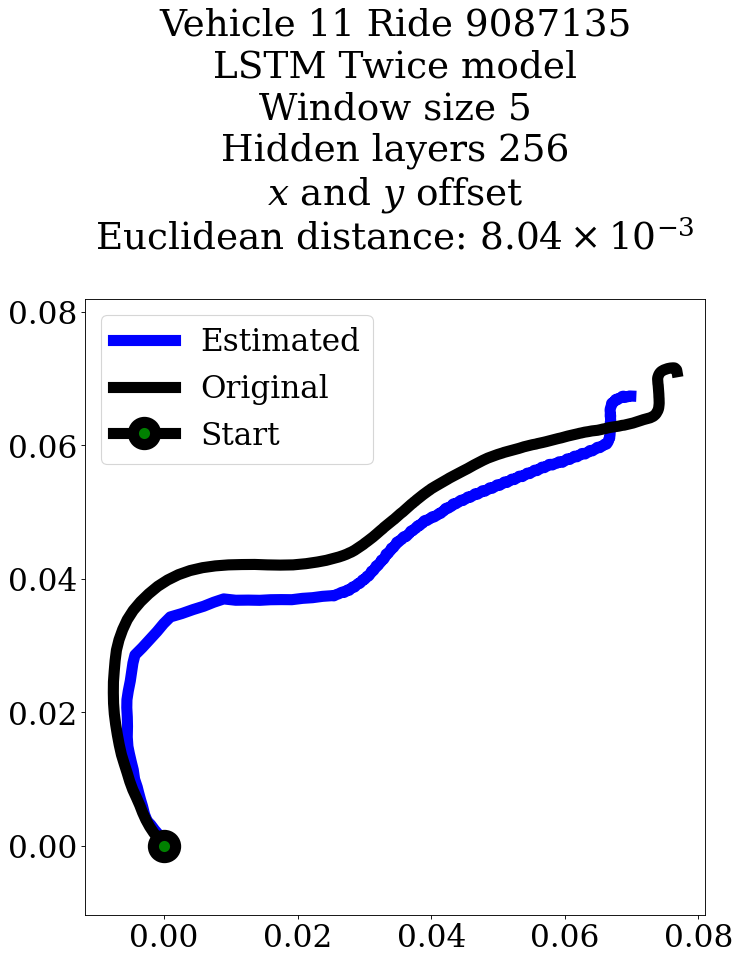 Vehicle 11 Ride 9087135
LSTM Twice model
Window size 5
Hidden layers 256
x and y offset
Euclidean distance: 8.04 × 10⁻³
0.08
Estimated
Original
Start
0.06
0.04
0.02
0.00
0.00 0.02 0.04 0.06 0.08